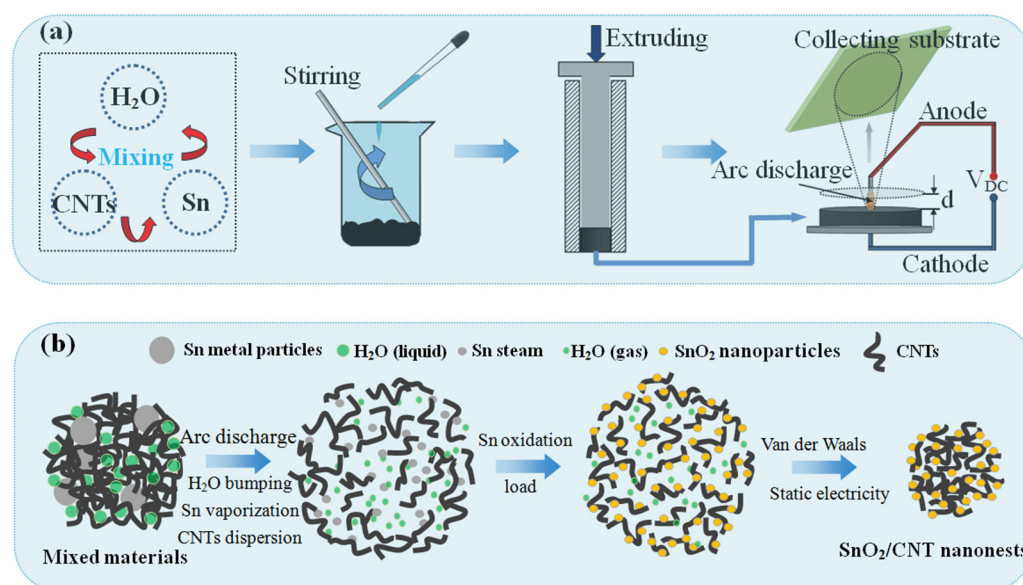 (a)
H₂O
Mixing
CNTs
Sn
Stirring
Extruding
Collecting substrate
Anode
Arc discharge
V_DC
d
Cathode
(b)
Sn metal particles
H₂O (liquid)
Sn steam
H₂O (gas)
SnO₂ nanoparticles
CNTs
Arc discharge
H₂O bumping
Sn vaporization
CNTs dispersion
Sn oxidation
load
Van der Waals
Static electricity
Mixed materials
SnO₂/CNT nanonests